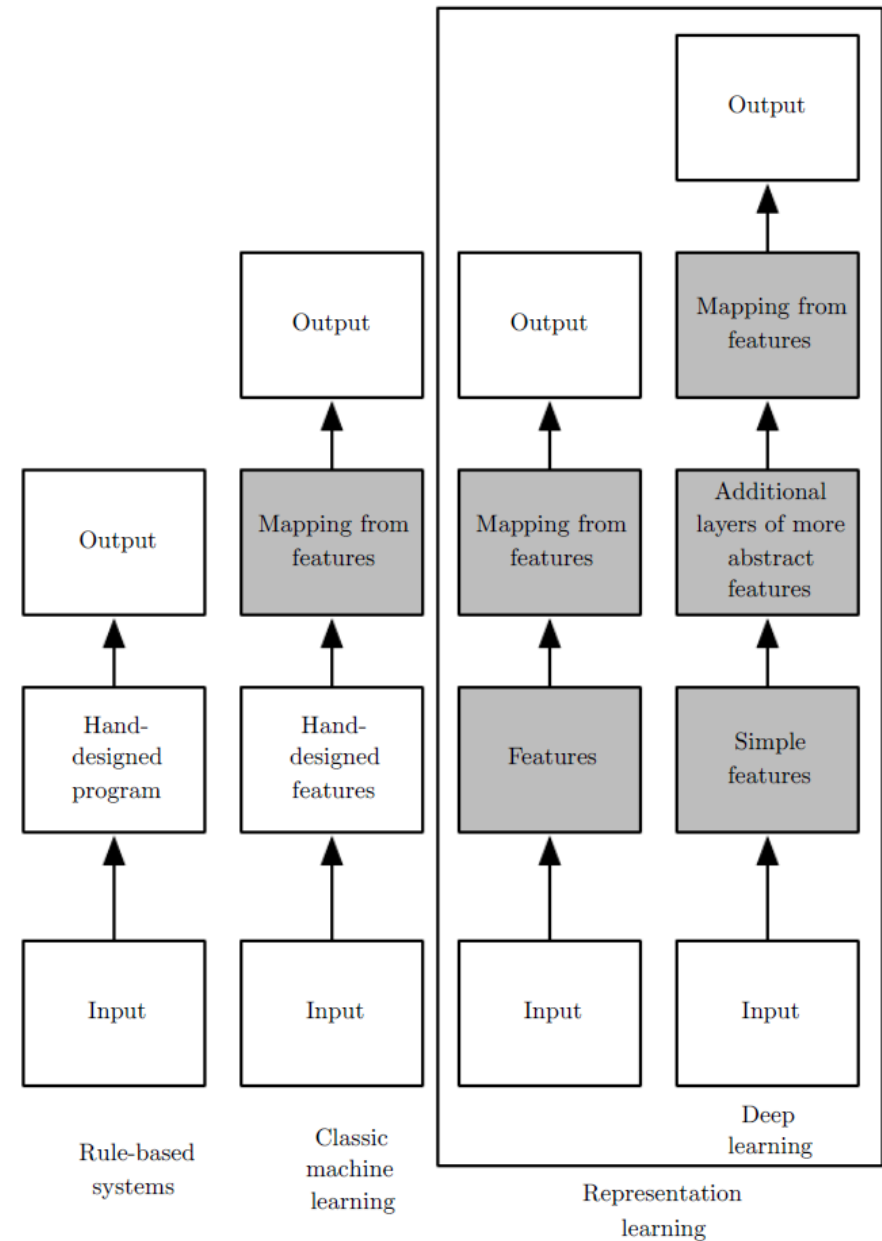 Output
Output
Output
Mapping from
features
Output
Mapping from
features
Mapping from
features
Additional
layers of more
abstract
features
Hand-
designed
program
Hand-
designed
features
Features
Simple
features
Input
Input
Input
Input
Rule-based
systems
Classic
machine
learning
Deep
learning
Representation
learning